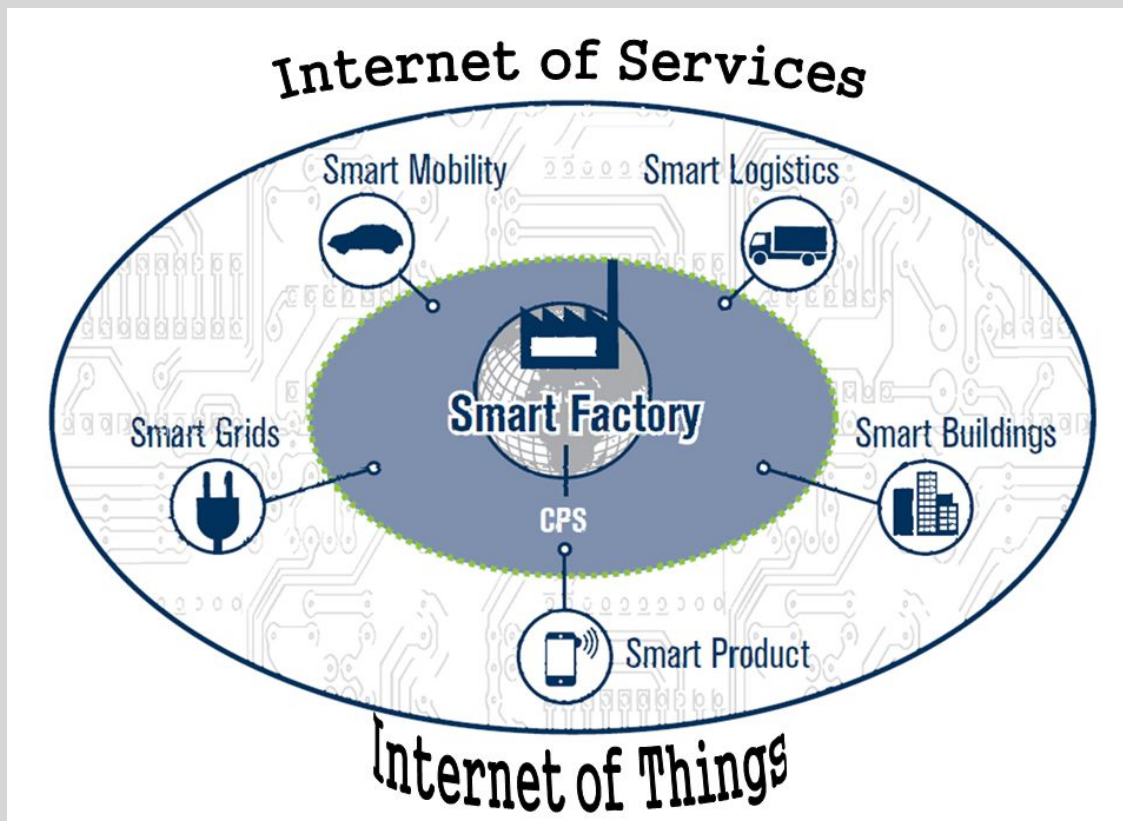 Internet of Services
Smart Mobility
Smart Logistics
Smart Factory
Smart Grids
Smart Buildings
CPS
Smart Product
Internet of Things